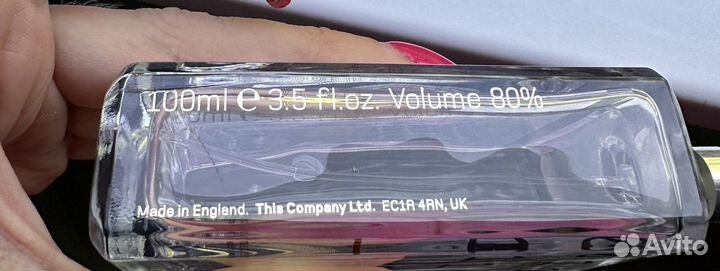 100ml ℮ 3.5 fl.oz. Volume 80%
Made in England. This Company Ltd. EC1R 4RN, UK
Avito